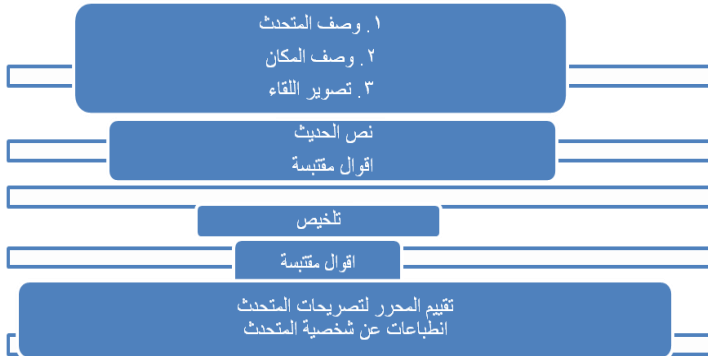 ١. وصف المتحدث
٢. وصف المكان
٣. تصوير اللقاء
نص الحديث
اقوال مقتبسة
تلخيص
اقوال مقتبسة
تقييم المحرر لتصريحات المتحدث
انطباعات عن شخصية المتحدث